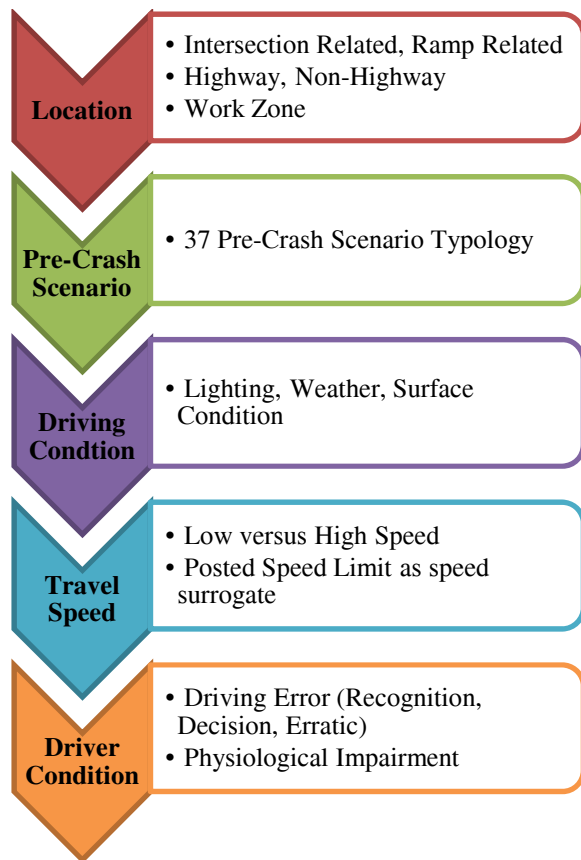 Location
• Intersection Related, Ramp Related
• Highway, Non-Highway
• Work Zone
Pre-Crash
Scenario
• 37 Pre-Crash Scenario Typology
Driving
Condtion
• Lighting, Weather, Surface
Condition
Travel
Speed
• Low versus High Speed
• Posted Speed Limit as speed
surrogate
Driver
Condition
• Driving Error (Recognition,
Decision, Erratic)
• Physiological Impairment